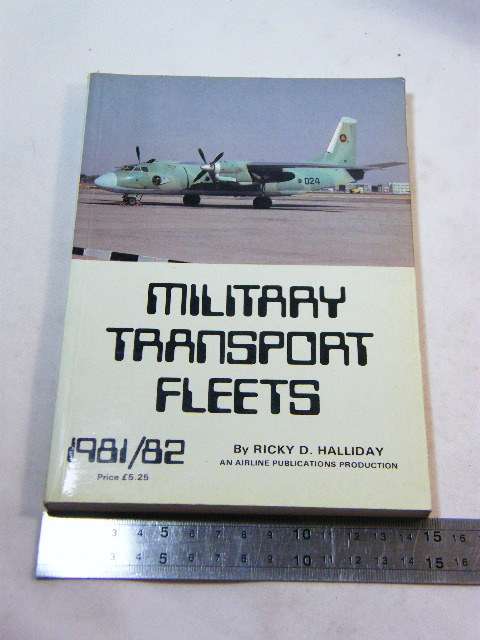 024
MILITARY
TRANSPORT
FLEETS
1981/82
Price £5.25
By RICKY D. HALLIDAY
AN AIRLINE PUBLICATIONS PRODUCTION
3 4 5 6 7 8 9 10 11 12 13 14 15 16
3 4 5 6 7 8 9 10 11 12 13 14 15 16